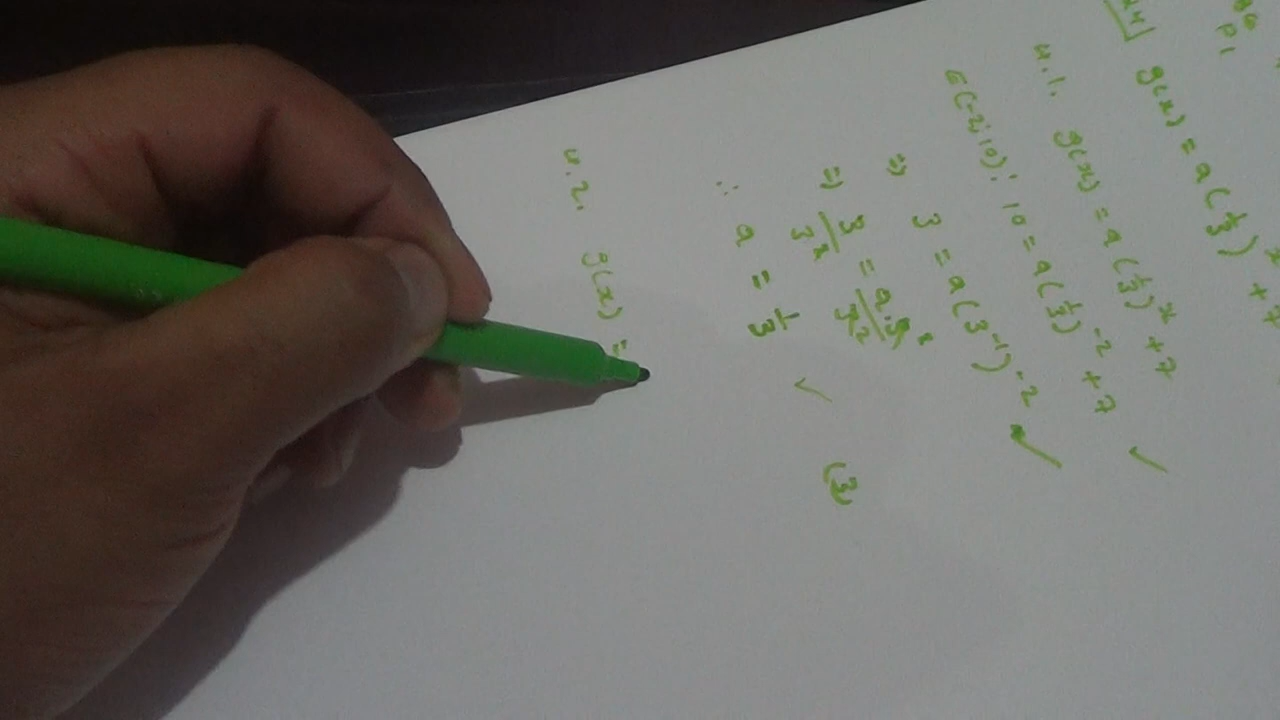 P1
g(x) = a(1/3)^x + 7
4.1. g(x) = a(1/3)^x + 7 ✓
E(-2;10): 10 = a(1/3)^-2 + 7
⇒ 3 = a(3^-1)^-2 ✓
⇒ 3/3^2 = a.3^2/3^2
∴ a = 1/3 ✓ (3)
4.2. g(x) =